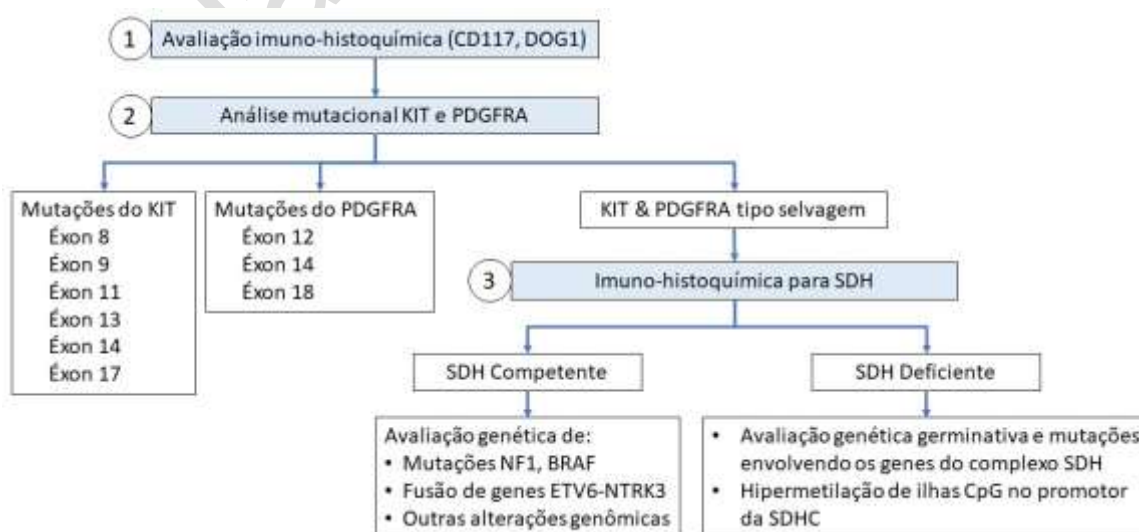 1 Avaliação imuno-histoquímica (CD117, DOG1)
2 Análise mutacional KIT e PDGFRA
Mutações do KIT
Éxon 8
Éxon 9
Éxon 11
Éxon 13
Éxon 14
Éxon 17
Mutações do PDGFRA
Éxon 12
Éxon 14
Éxon 18
KIT & PDGFRA tipo selvagem
3 Imuno-histoquímica para SDH
SDH Competente
SDH Deficiente
Avaliação genética de:
• Mutações NF1, BRAF
• Fusão de genes ETV6-NTRK3
• Outras alterações genômicas
• Avaliação genética germinativa e mutações
envolvendo os genes do complexo SDH
• Hipermetilação de ilhas CpG no promotor
da SDHC